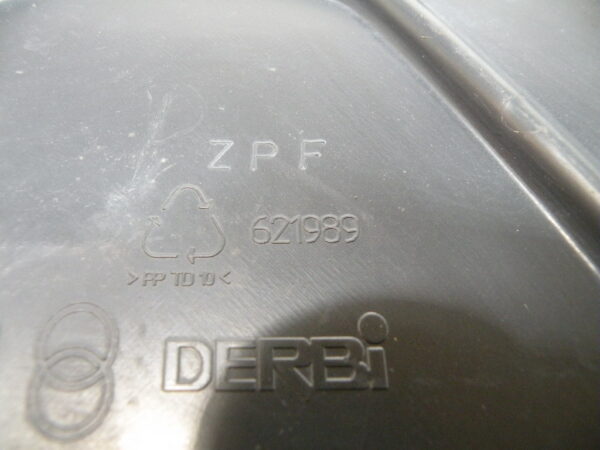 ZPF
621989
>PP TD 10<
DERBi